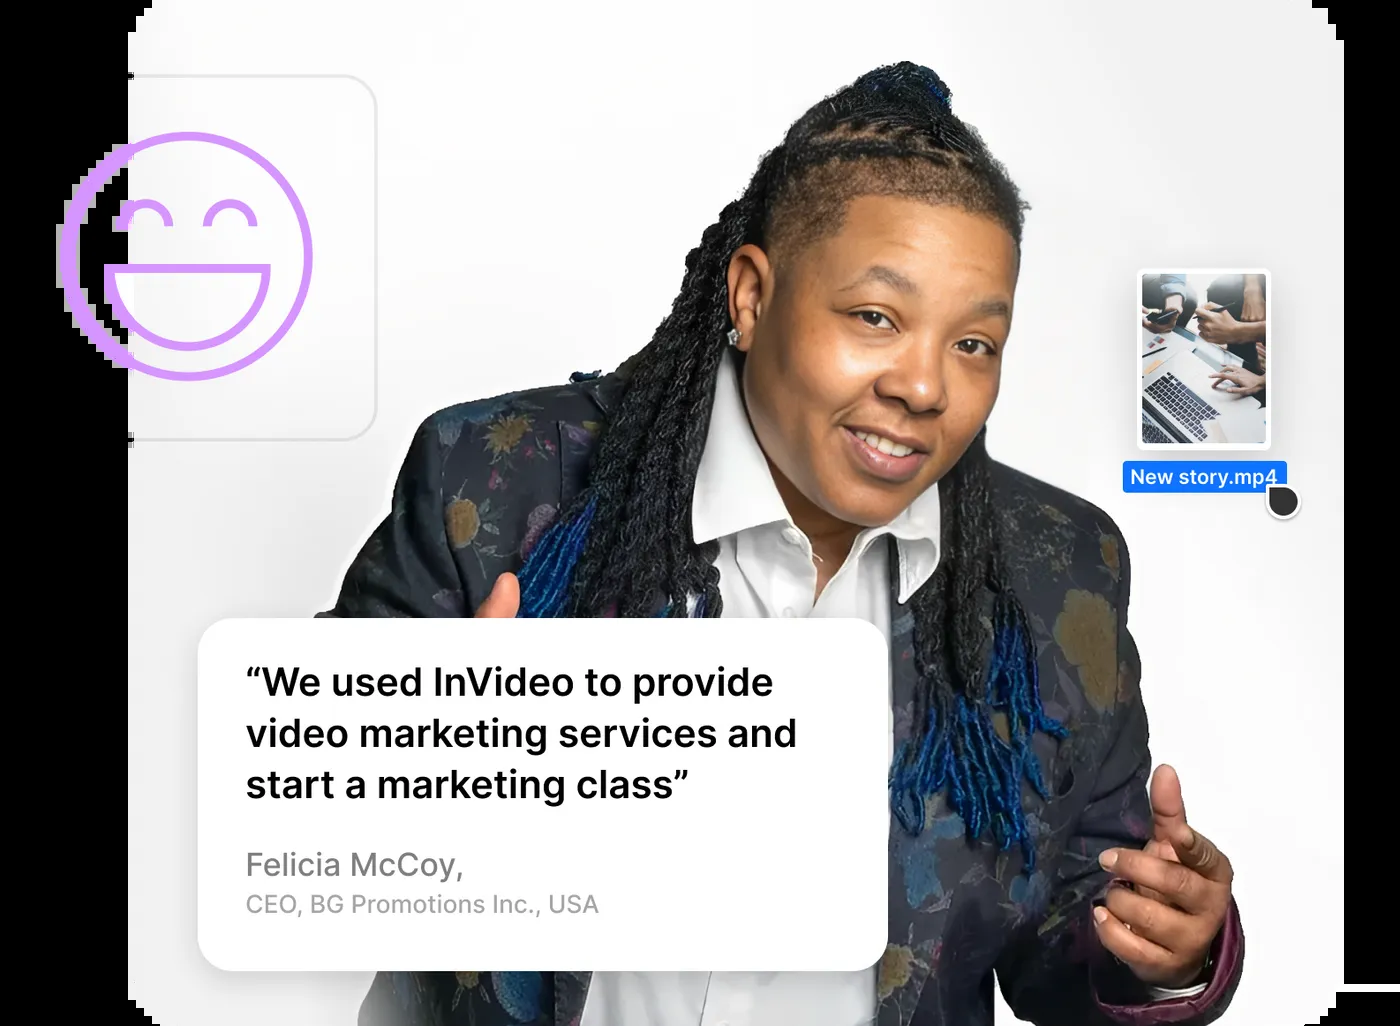 New story.mp4
“We used InVideo to provide
video marketing services and
start a marketing class”
Felicia McCoy,
CEO, BG Promotions Inc., USA